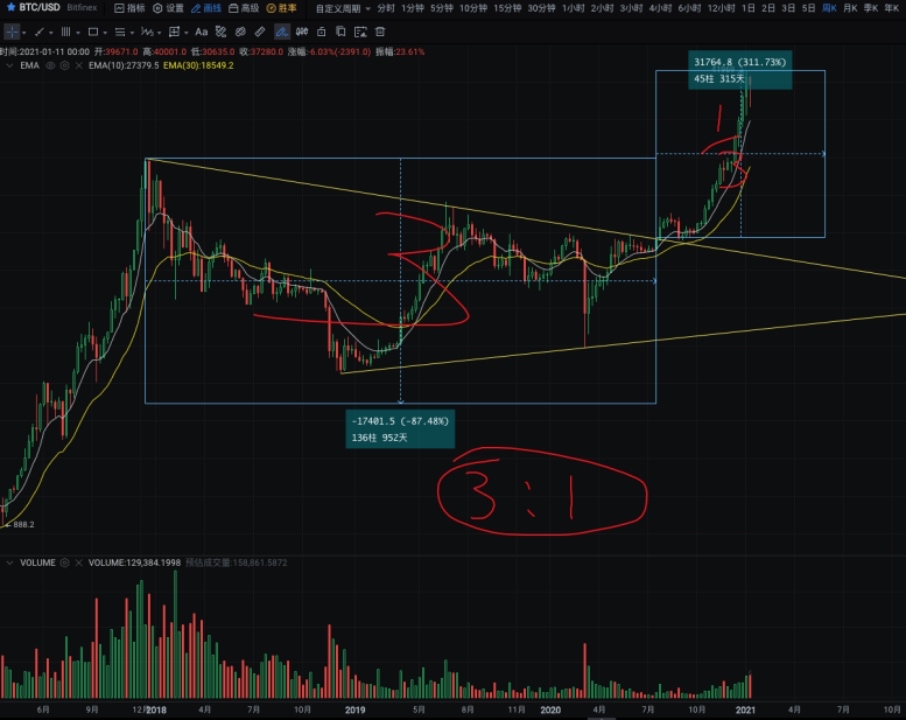 BTC/USD Bitfinex 指标 设置 画线 高级 胜率 自定义周期 分时 1分钟 5分钟 10分钟 15分钟 30分钟 1小时 2小时 3小时 4小时 6小时 12小时 1日 2日 3日 5日 周K 月K 季K 年K
Aa
时间:2021-01-11 00:00 开:39671.0 高:40001.0 低:30635.0 收:37280.0 涨幅:-6.03%(-2391.0) 振幅:23.61%
EMA EMA(10):27379.5 EMA(30):18549.2
31764.8 (311.73%)
45柱 315天
1
3
3
-17401.5 (-87.48%)
136柱 952天
3:1
888.2
VOLUME VOLUME:129,384.1998 预估成交量:158,861.5872
6月 9月 12月 2018 4月 7月 10月 2019 5月 8月 11月 2020 4月 7月 10月 2021 4月 7月 10月